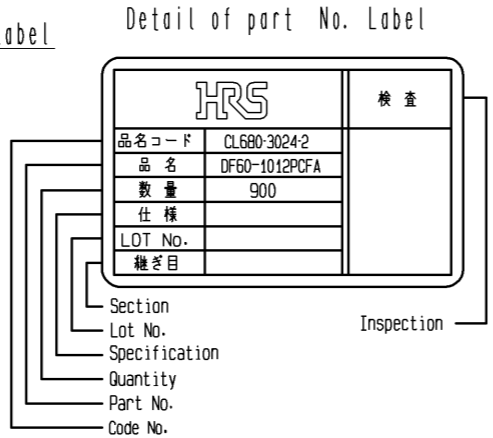 Label
Detail of part No. Label
HRS
検査
品名コード CL680-3024-2
品名 DF60-1012PCFA
数量 900
仕様
LOT No.
継ぎ目
Section
Lot No.
Specification
Quantity
Part No.
Code No.
Inspection